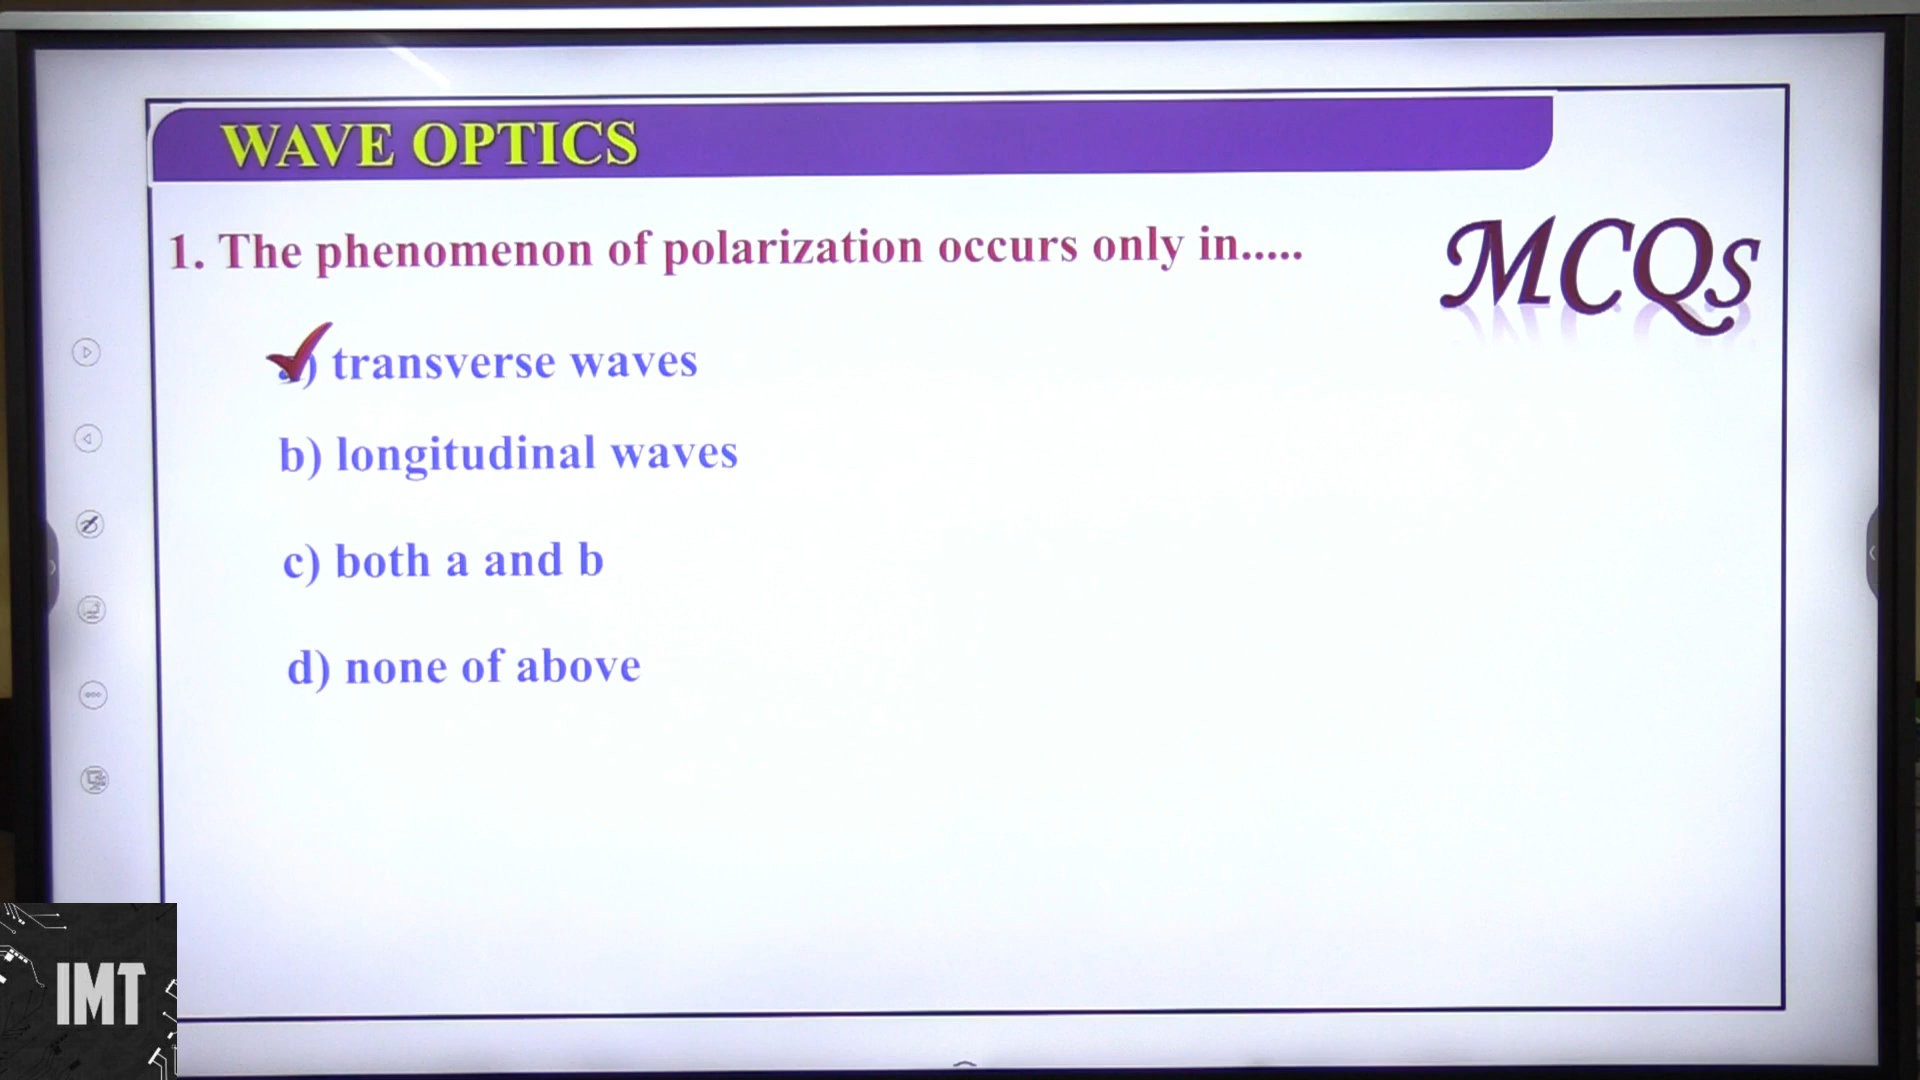 WAVE OPTICS
1. The phenomenon of polarization occurs only in.....
MCQs
a) transverse waves
b) longitudinal waves
c) both a and b
d) none of above
IMT